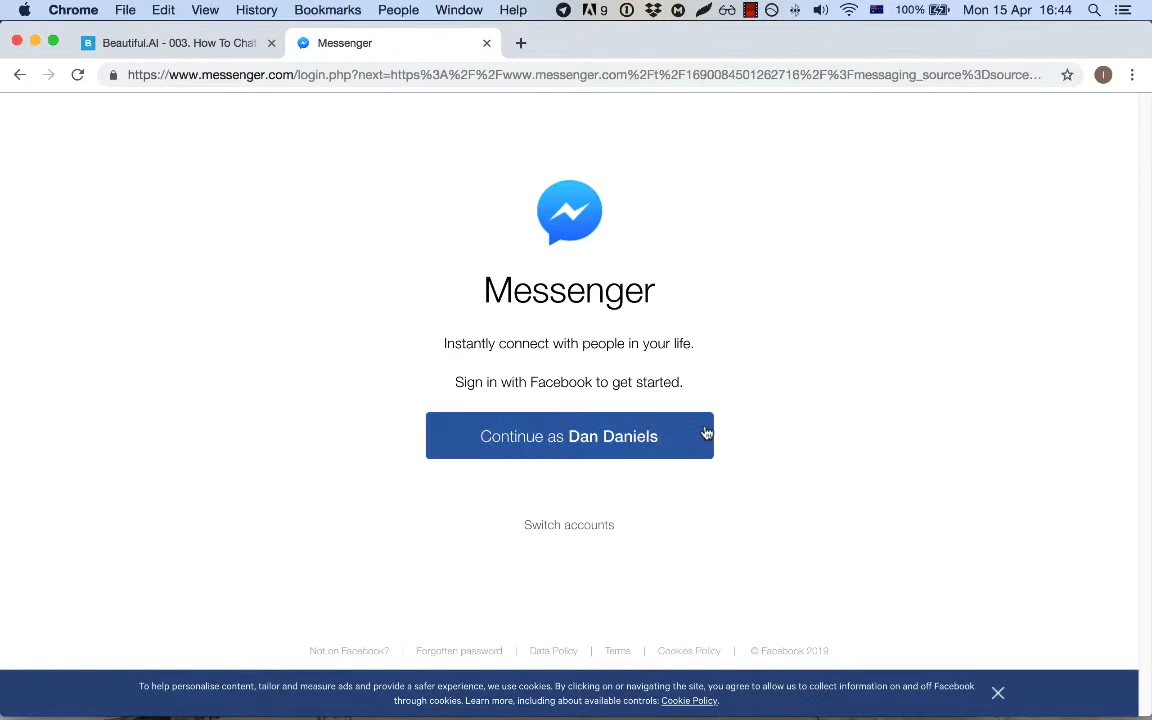 Chrome File Edit View History Bookmarks People Window Help 9 100% Mon 15 Apr 16:44
B Beautiful.AI - 003. How To Chat Messenger
https://www.messenger.com/login.php?next=https%3A%2F%2Fwww.messenger.com%2Ft%2F1690084501262716%2F%3Fmessaging_source%3Dsource... I
Messenger
Instantly connect with people in your life.
Sign in with Facebook to get started.
Continue as Dan Daniels
Switch accounts
Not on Facebook? | Forgotten password | Data Policy | Terms | Cookies Policy | © Facebook 2019
To help personalise content, tailor and measure ads and provide a safer experience, we use cookies. By clicking on or navigating the site, you agree to allow us to collect information on and off Facebook
through cookies. Learn more, including about available controls: Cookie Policy.